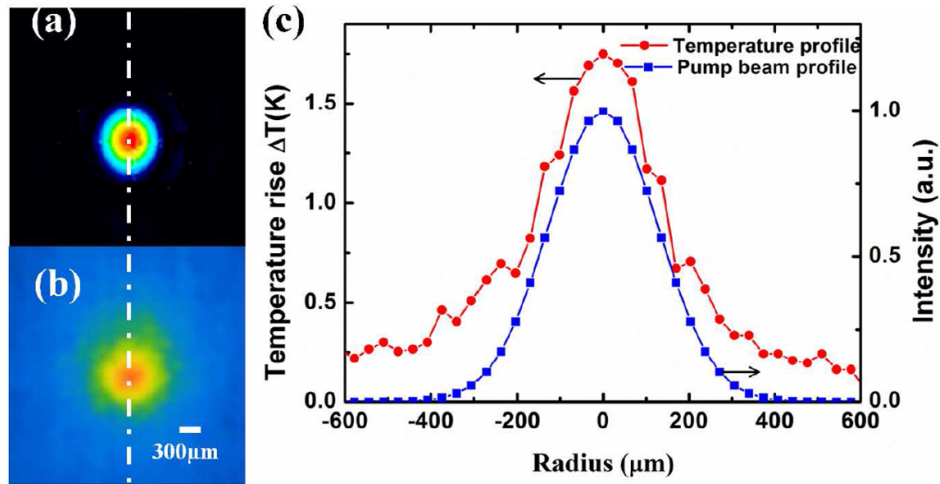 (a)
(b)
300μm
(c)
Temperature profile
Pump beam profile
Temperature rise ΔT(K)
1.5
1.0
0.5
0.0
Intensity (a.u.)
1.0
0.5
0.0
-600 -400 -200 0 200 400 600
Radius (μm)